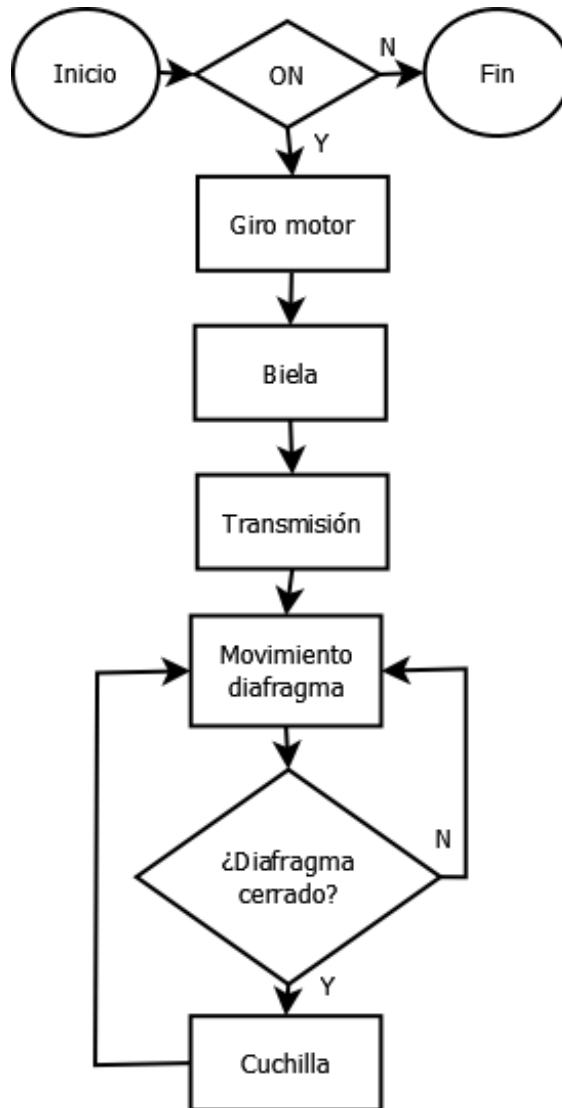 Inicio
ON
N
Fin
Y
Giro motor
Biela
Transmisión
Movimiento
diafragma
¿Diafragma
cerrado?
N
Y
Cuchilla